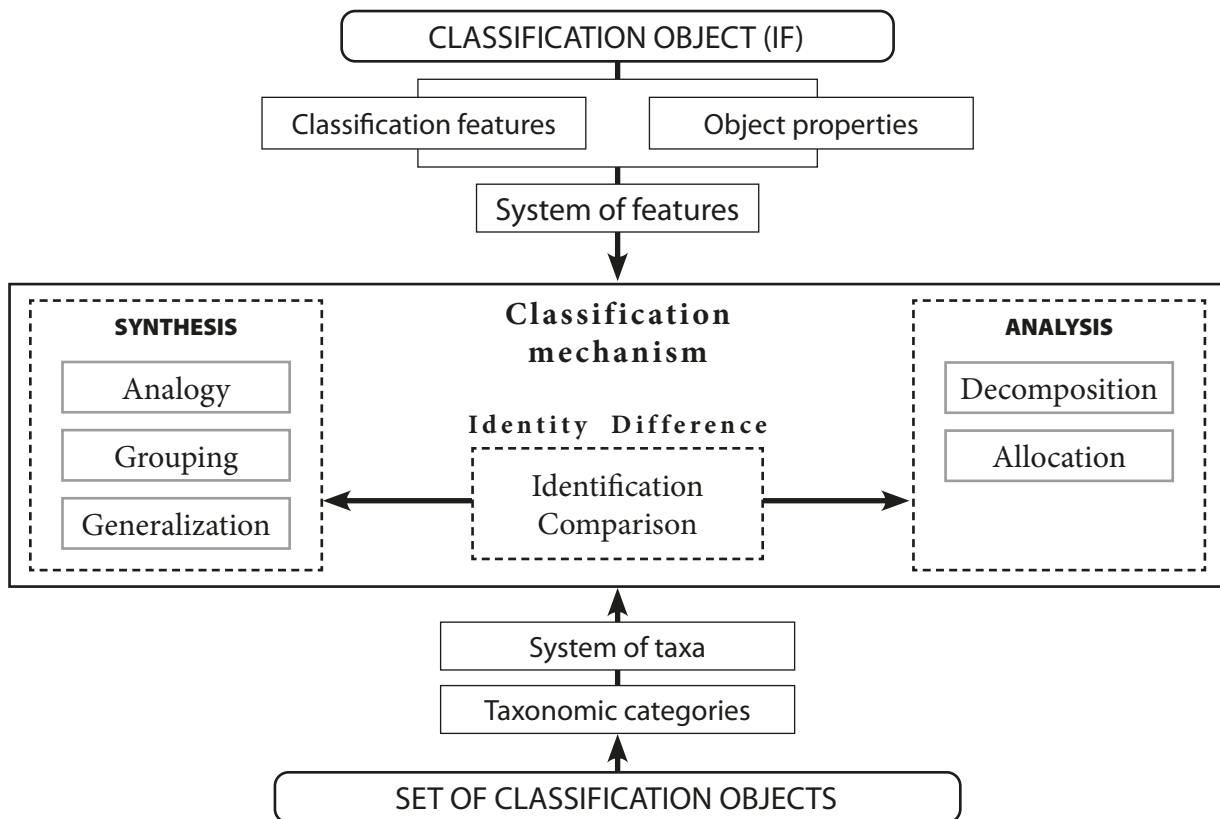 CLASSIFICATION OBJECT (IF)
Classification features
Object properties
System of features
Classification
mechanism
SYNTHESIS
Analogy
Grouping
Generalization
Identity Difference
Identification
Comparison
ANALYSIS
Decomposition
Allocation
System of taxa
Taxonomic categories
SET OF CLASSIFICATION OBJECTS